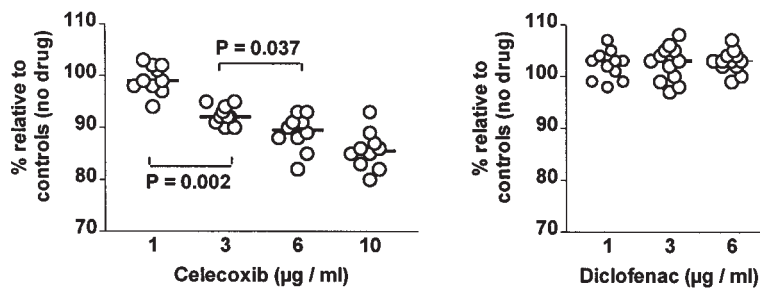 % relative to
controls (no drug)
110
100
90
80
70
P = 0.037
P = 0.002
1 3 6 10
Celecoxib (µg / ml)
% relative to
controls (no drug)
110
100
90
80
70
1 3 6
Diclofenac (µg / ml)